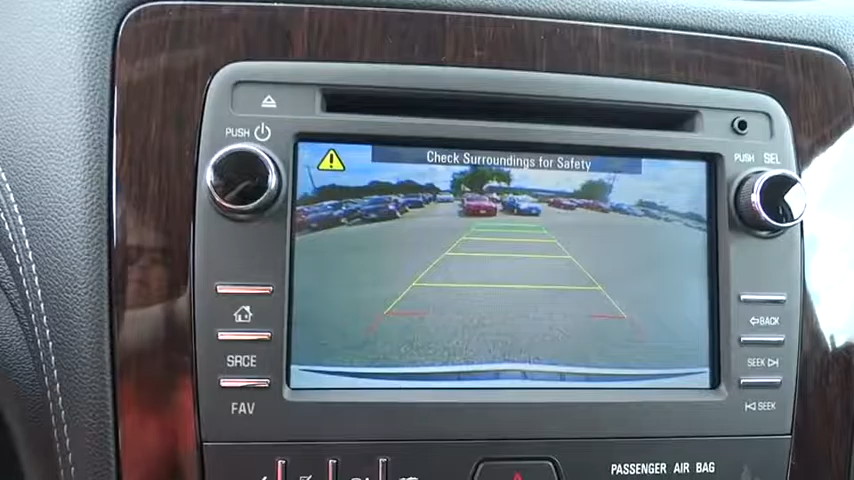 PUSH
Check Surroundings for Safety
PUSH SEL
SRCE
FAV
BACK
SEEK
SEEK
PASSENGER AIR BAG